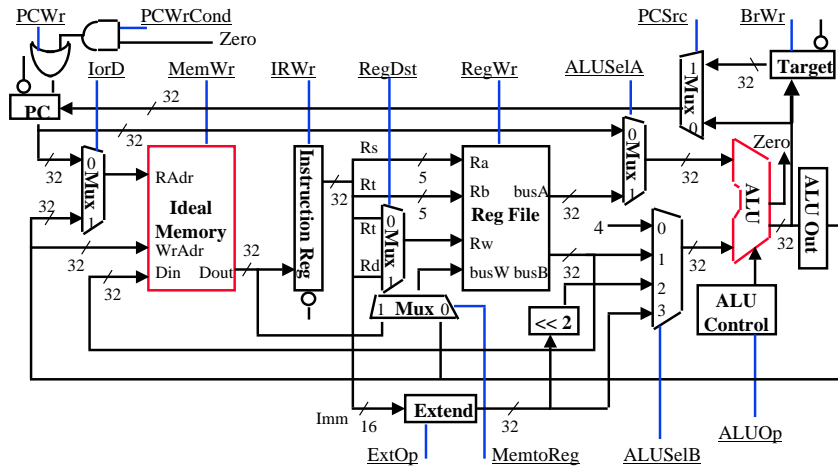 PCWr
PCWrCond
PCSrc
BrWr
Zero
IorD
MemWr
IRWr
RegDst
RegWr
ALUSelA
1
Mux
0
32
Target
PC
32
32
32
0
Mux
1
RAdr
Ideal
Memory
WrAdr
Din
Dout
32
32
32
32
Instruction Reg
32
Rs
Rt
Rt
Rd
5
5
0
Mux
1
Ra
Rb
busA
Reg File
Rw
busW
busB
32
32
0
Mux
1
32
Zero
ALU
32
ALU Out
4
0
1
2
3
32
1
Mux
0
<< 2
ALU
Control
Imm
16
Extend
32
ExtOp
MemtoReg
ALUSelB
ALUOp